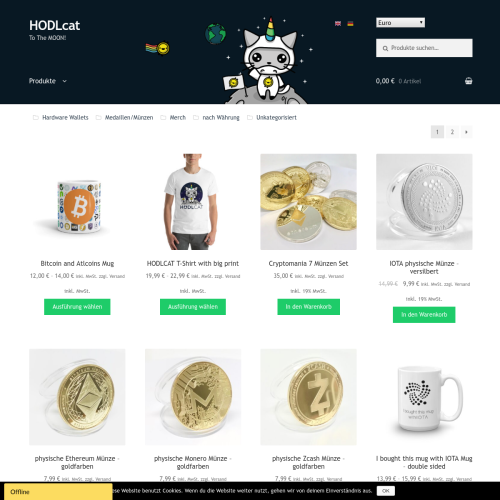 HODLcat
To The MOON!
Euro
Produkte suchen...
Produkte
0,00 € 0 Artikel
Hardware Wallets
Medaillen/Münzen
Merch
nach Währung
Unkategorisiert
1
2
HODLCAT
Bitcoin and Altcoins Mug
12,00 € – 14,00 € inkl. MwSt. zzgl. Versand
inkl. MwSt.
Ausführung wählen
HODLCAT T-Shirt with big print
19,99 € – 22,99 € inkl. MwSt. zzgl. Versand
inkl. MwSt.
Ausführung wählen
Cryptomania 7 Münzen Set
35,00 € inkl. MwSt. zzgl. Versand
inkl. 19% MwSt.
In den Warenkorb
IOTA physische Münze –
versilbert
14,99 € 9,99 € inkl. MwSt. zzgl. Versand
inkl. 19% MwSt.
In den Warenkorb
physische Ethereum Münze –
goldfarben
7,99 € inkl. MwSt. zzgl. Versand
physische Monero Münze –
goldfarben
7,99 € inkl. MwSt. zzgl. Versand
physische Zcash Münze –
goldfarben
7,99 € inkl. MwSt. zzgl. Versand
I bought this mug with IOTA Mug
– double sided
13,99 € – 15,99 € inkl. MwSt. zzgl.
Offline
ese Website benutzt Cookies. Wenn du die Website weiter nutzt, gehen wir von deinem Einverständnis aus.
OK